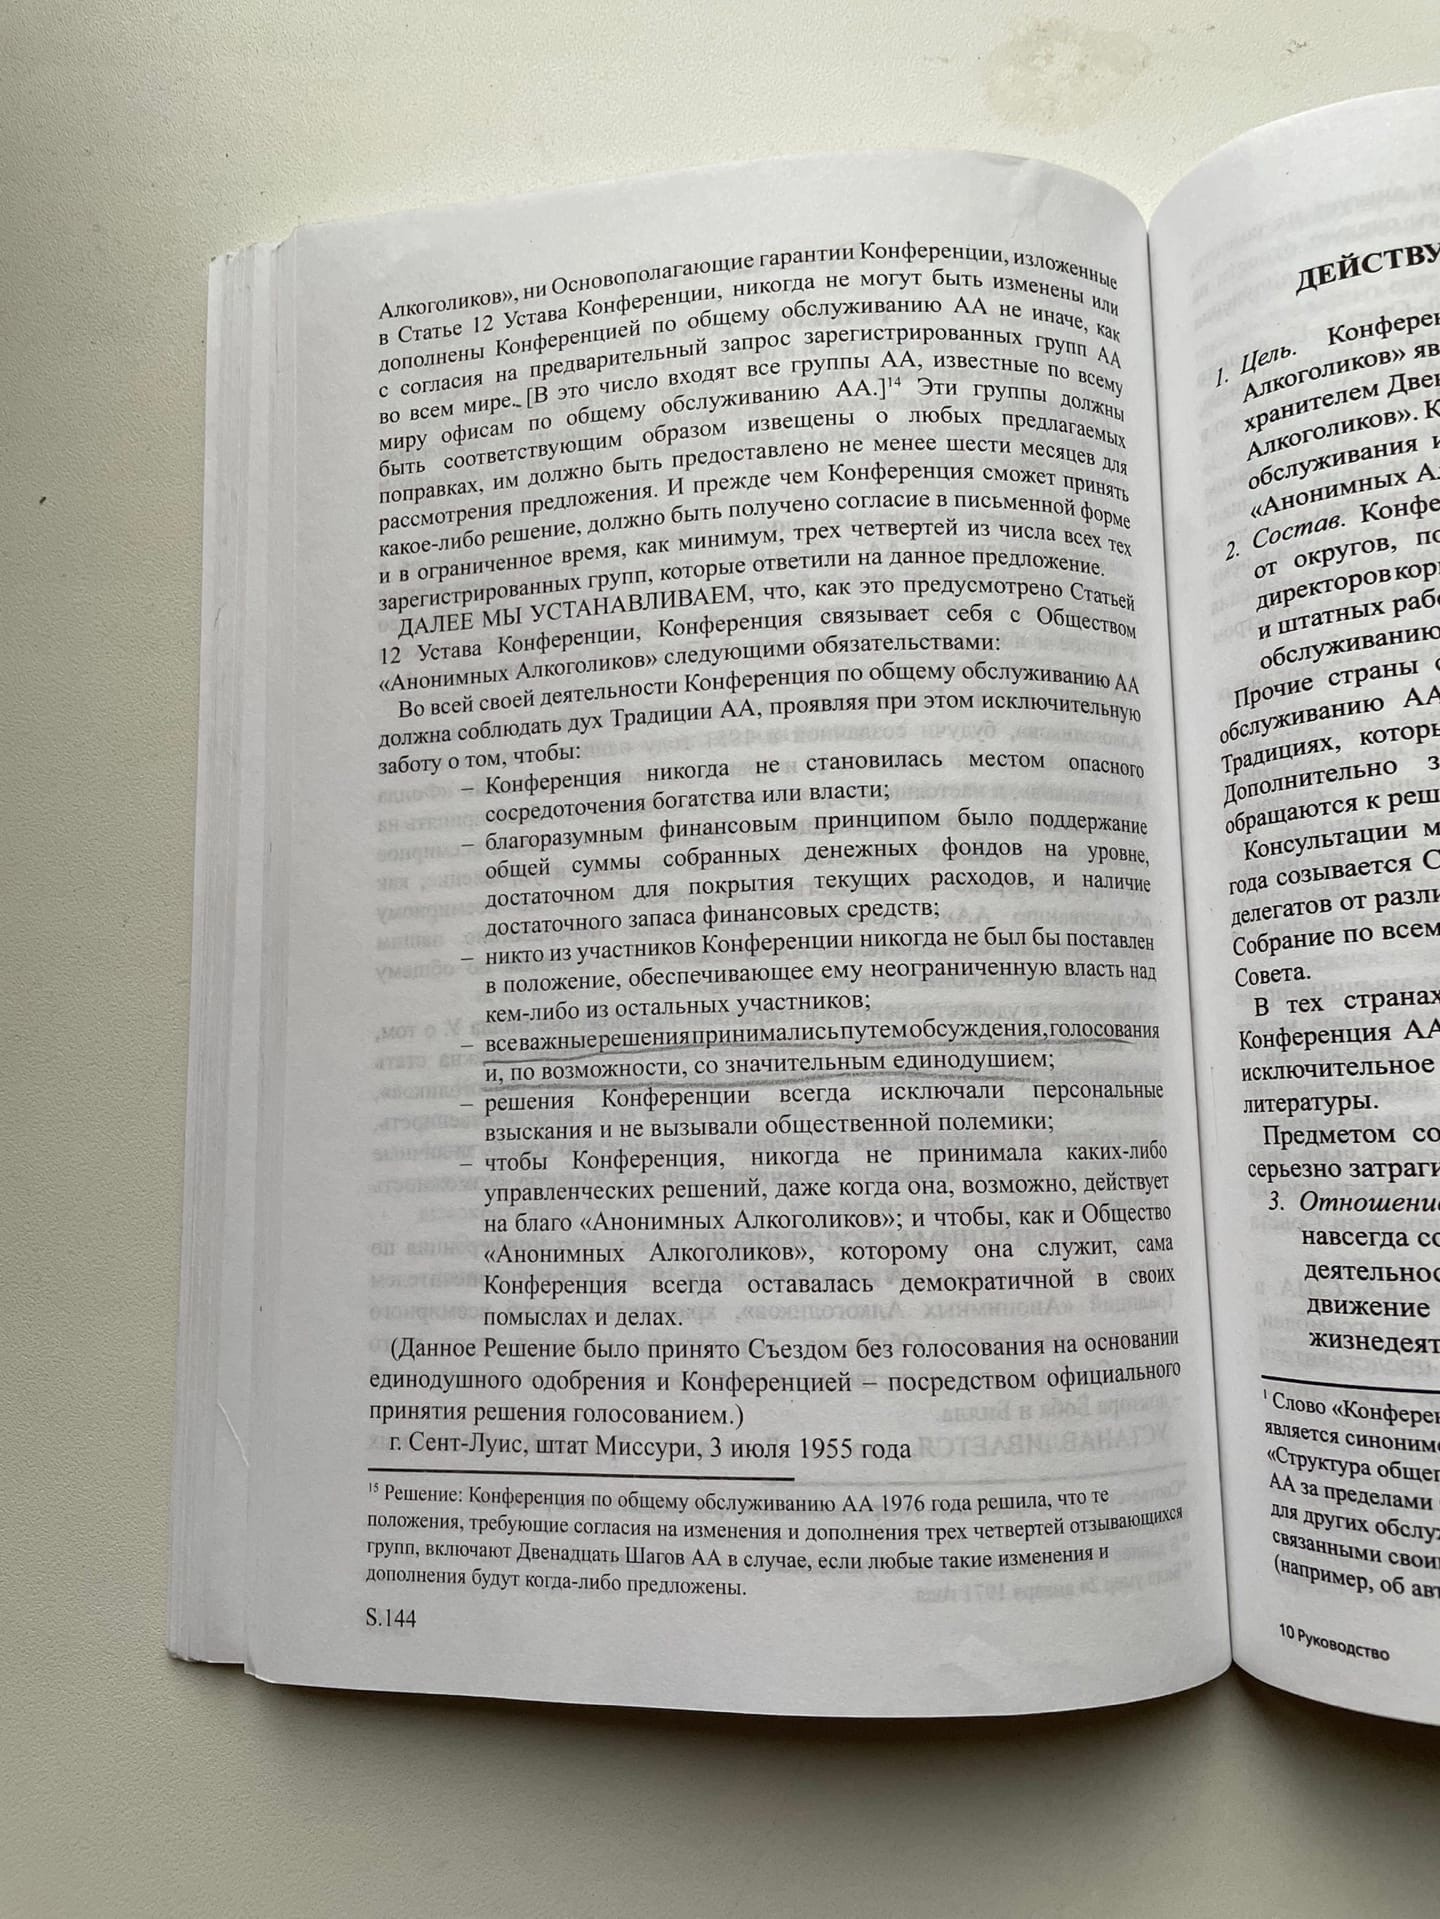 Алкоголиков», ни Основополагающие гарантии Конференции, изложенные
в Статье 12 Устава Конференции, никогда не могут быть изменены или
дополнены Конференцией по общему обслуживанию АА не иначе, как
с согласия на предварительный запрос зарегистрированных групп АА
во всем мире. [В это число входят все группы АА, известные по всему
миру офисам по общему обслуживанию АА.]¹⁴ Эти группы должны
быть соответствующим образом извещены о любых предлагаемых
поправках, им должно быть предоставлено не менее шести месяцев для
рассмотрения предложения. И прежде чем Конференция сможет принять
какое-либо решение, должно быть получено согласие в письменной форме
и в ограниченное время, как минимум, трех четвертей из числа всех тех
зарегистрированных групп, которые ответили на данное предложение.
ДАЛЕЕ МЫ УСТАНАВЛИВАЕМ, что, как это предусмотрено Статьей
12 Устава Конференции, Конференция связывает себя с Обществом
«Анонимных Алкоголиков» следующими обязательствами:
Во всей своей деятельности Конференция по общему обслуживанию АА
должна соблюдать дух Традиции АА, проявляя при этом исключительную
заботу о том, чтобы:
– Конференция никогда не становилась местом опасного
сосредоточения богатства или власти;
– благоразумным финансовым принципом было поддержание
общей суммы собранных денежных фондов на уровне,
достаточном для покрытия текущих расходов, и наличие
достаточного запаса финансовых средств;
– никто из участников Конференции никогда не был бы поставлен
в положение, обеспечивающее ему неограниченную власть над
кем-либо из остальных участников;
– все важные решения принимались путем обсуждения, голосования
и, по возможности, со значительным единодушием;
– решения Конференции всегда исключали персональные
взыскания и не вызывали общественной полемики;
– чтобы Конференция, никогда не принимала каких-либо
управленческих решений, даже когда она, возможно, действует
на благо «Анонимных Алкоголиков»; и чтобы, как и Общество
«Анонимных Алкоголиков», которому она служит, сама
Конференция всегда оставалась демократичной в своих
помыслах и делах.
(Данное Решение было принято Съездом без голосования на основании
единодушного одобрения и Конференцией – посредством официального
принятия решения голосованием.)
г. Сент-Луис, штат Миссури, 3 июля 1955 года
¹⁵ Решение: Конференция по общему обслуживанию АА 1976 года решила, что те
положения, требующие согласия на изменения и дополнения трех четвертей отзывающихся
групп, включают Двенадцать Шагов АА в случае, если любые такие изменения и
дополнения будут когда-либо предложены.
S.144
ДЕЙСТВУ
1. Цель. Конферен
Алкоголиков» яв
хранителем Двен
Алкоголиков». К
обслуживания и
«Анонимных Ал
2. Состав. Конфе
от округов, по
директоров кор
и штатных рабо
обслуживанию
Прочие страны с
обслуживанию АА
Традициях, которы
Дополнительно з
обращаются к реш
Консультации м
года созывается С
делегатов от разли
Собрание по всем
Совета.
В тех странах
Конференция АА
исключительное
литературы.
Предметом со
серьезно затраги
3. Отношение
навсегда со
деятельнос
движение
жизнедеят
¹ Слово «Конферен
является синонимо
«Структура общег
АА за пределами
для других обслу
связанными свои
(например, об авт
10 Руководство